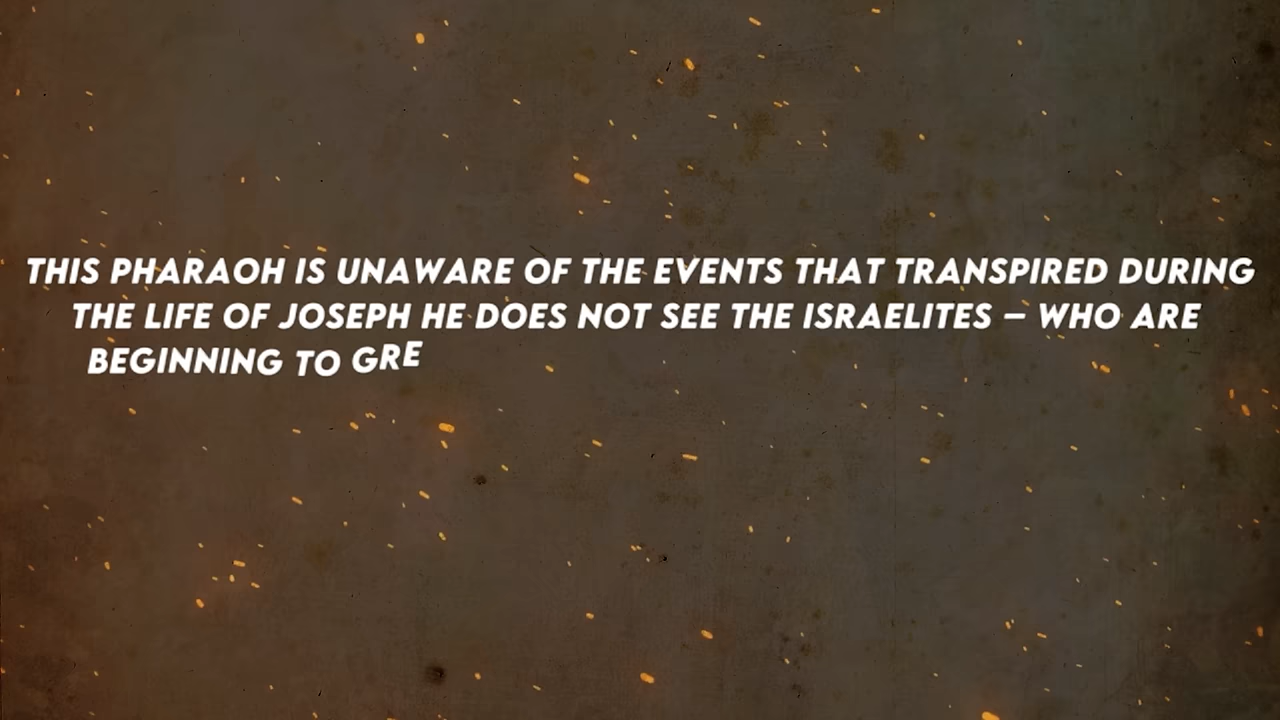 THIS PHARAOH IS UNAWARE OF THE EVENTS THAT TRANSPIRED DURING
THE LIFE OF JOSEPH HE DOES NOT SEE THE ISRAELITES – WHO ARE
BEGINNING TO GRE